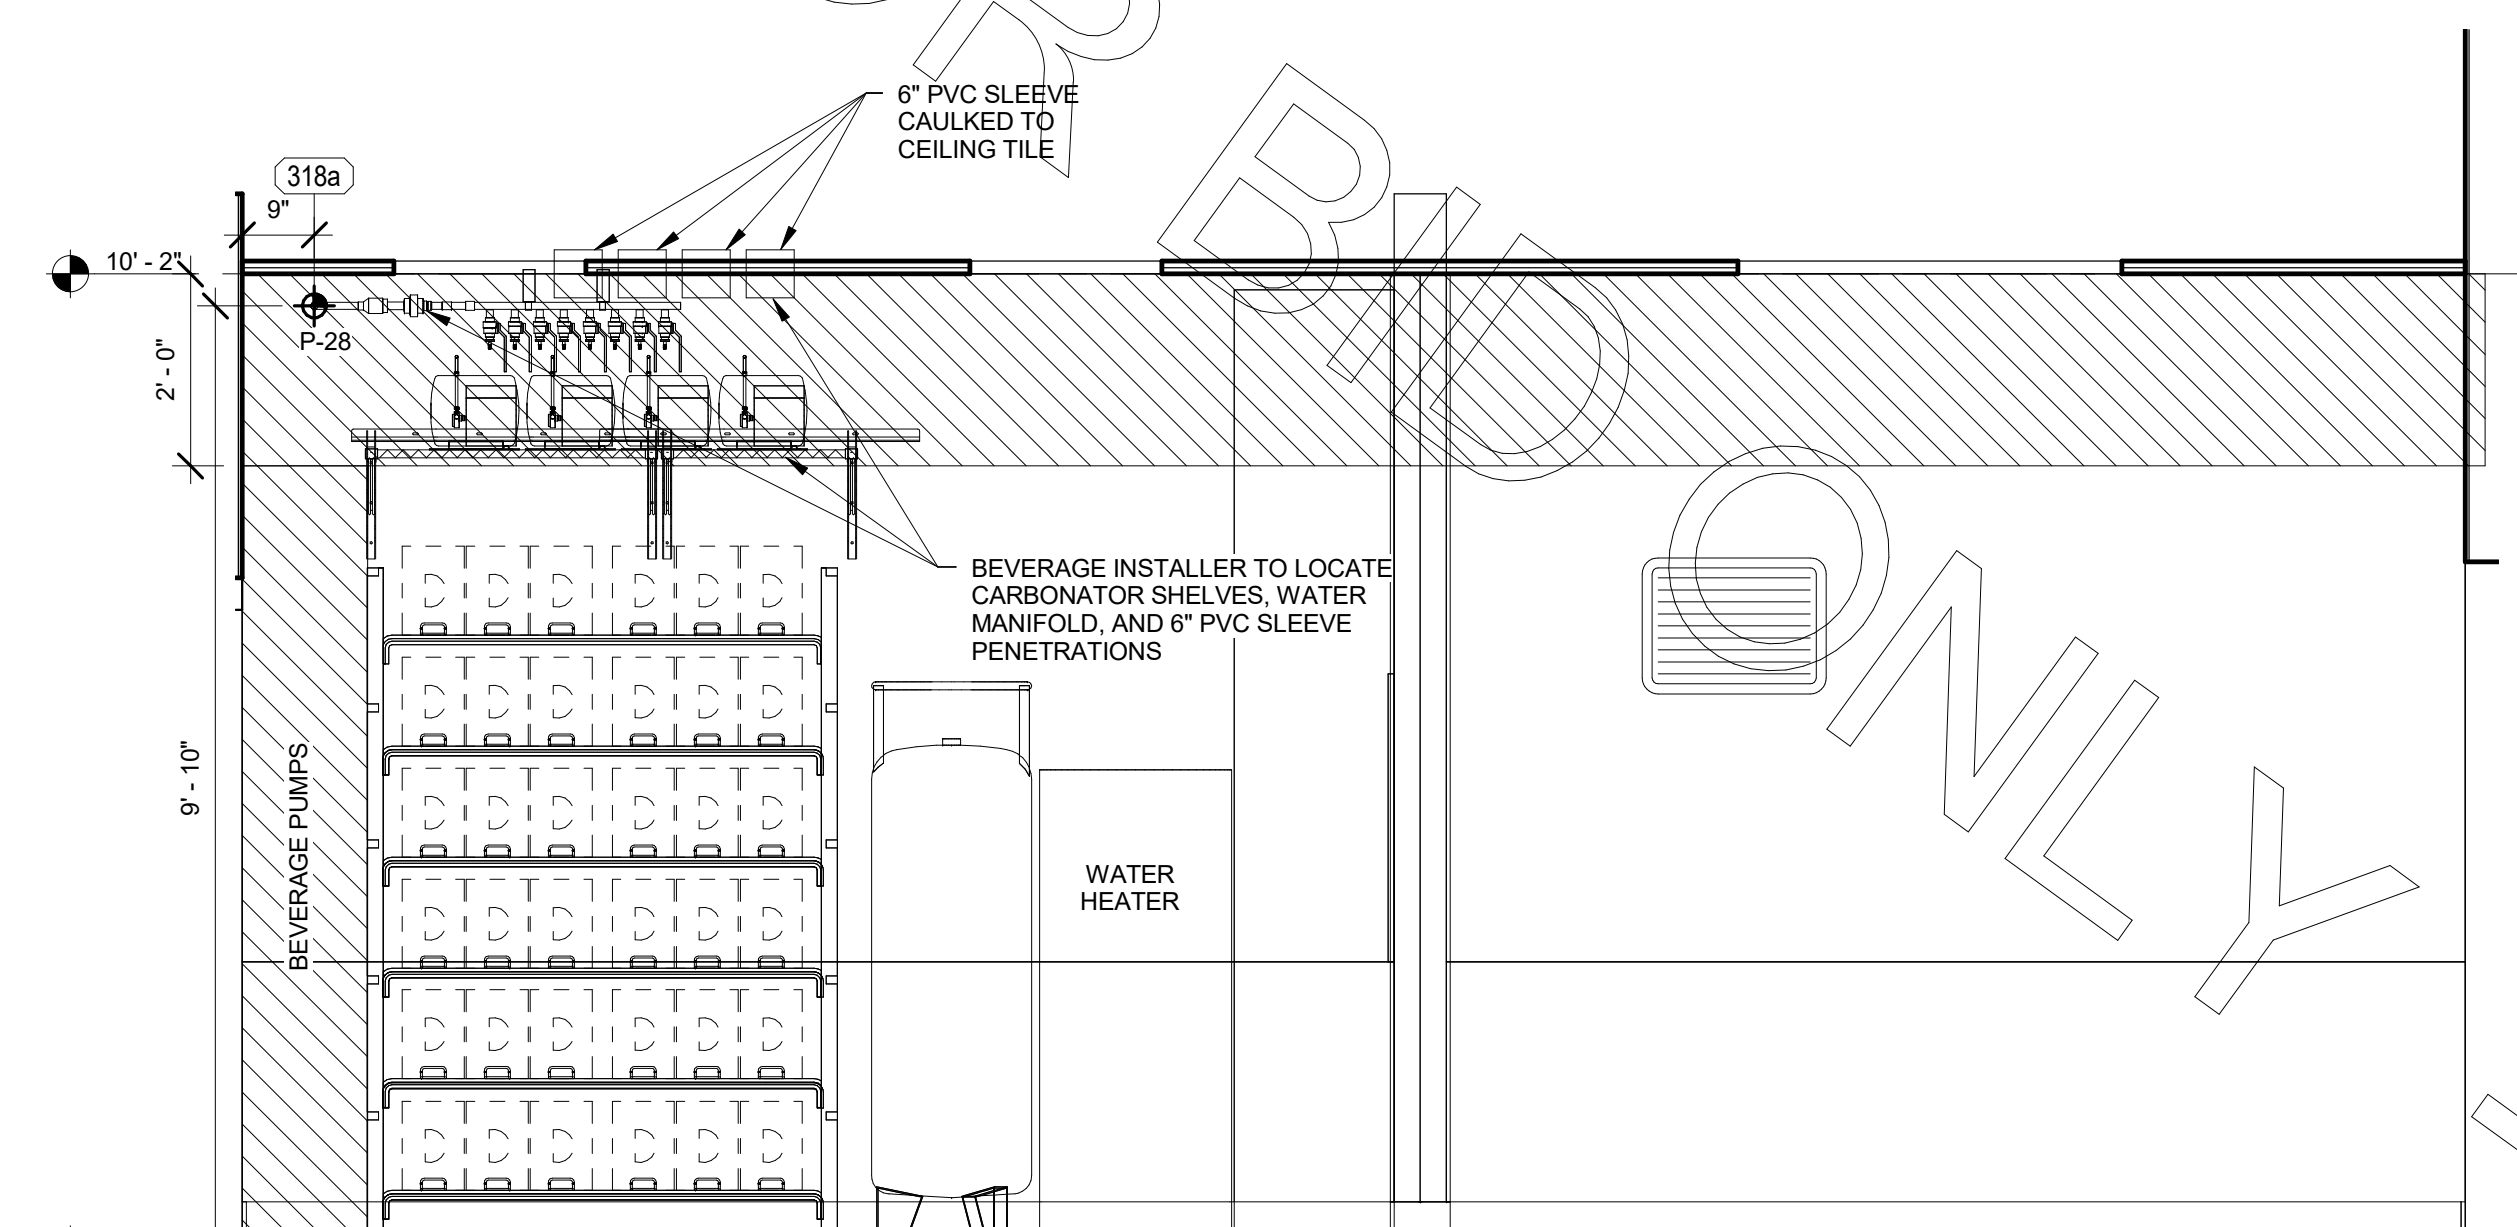 6" PVC SLEEVE
CAULKED TO
CEILING TILE
318a
9"
10' - 2"
P-28
2' - 0"
BEVERAGE INSTALLER TO LOCATE
CARBONATOR SHELVES, WATER
MANIFOLD, AND 6" PVC SLEEVE
PENETRATIONS
9' - 10"
BEVERAGE PUMPS
WATER
HEATER
R BID ONLY